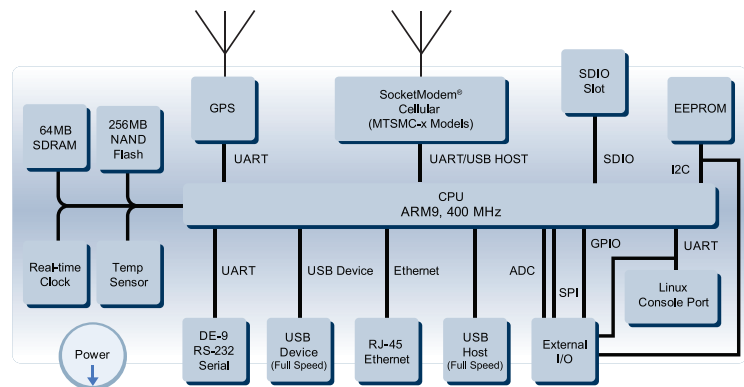 GPS
SocketModem®
Cellular
(MTSMC-x Models)
SDIO
Slot
EEPROM
64MB
SDRAM
256MB
NAND
Flash
UART
UART/USB HOST
SDIO
I2C
CPU
ARM9, 400 MHz
Real-time
Clock
Temp
Sensor
UART
USB Device
Ethernet
ADC
SPI
GPIO
UART
Linux
Console Port
Power
DE-9
RS-232
Serial
USB
Device
(Full Speed)
RJ-45
Ethernet
USB
Host
(Full Speed)
External
I/O